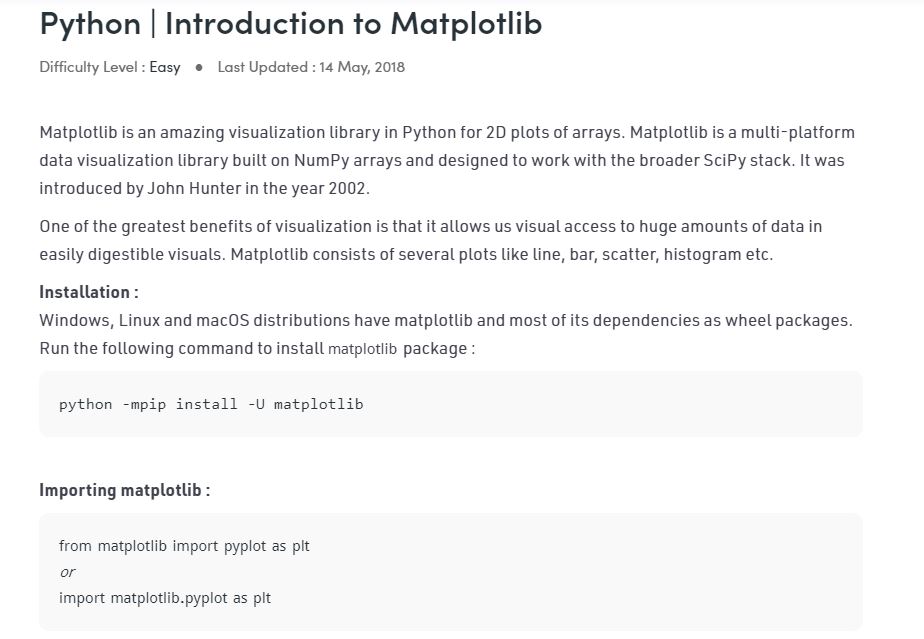 Python | Introduction to Matplotlib
Difficulty Level : Easy ● Last Updated : 14 May, 2018
Matplotlib is an amazing visualization library in Python for 2D plots of arrays. Matplotlib is a multi-platform
data visualization library built on NumPy arrays and designed to work with the broader SciPy stack. It was
introduced by John Hunter in the year 2002.
One of the greatest benefits of visualization is that it allows us visual access to huge amounts of data in
easily digestible visuals. Matplotlib consists of several plots like line, bar, scatter, histogram etc.
Installation :
Windows, Linux and macOS distributions have matplotlib and most of its dependencies as wheel packages.
Run the following command to install matplotlib package :
python -mpip install -U matplotlib
Importing matplotlib :
from matplotlib import pyplot as plt
or
import matplotlib.pyplot as plt